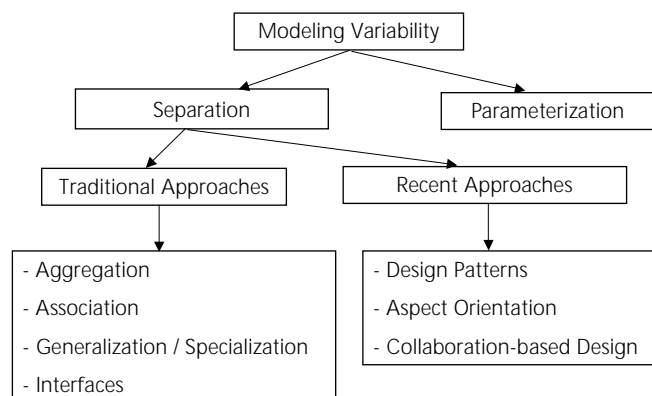 Modeling Variability
Separation
Parameterization
Traditional Approaches
Recent Approaches
- Aggregation
- Association
- Generalization / Specialization
- Interfaces
- Design Patterns
- Aspect Orientation
- Collaboration-based Design